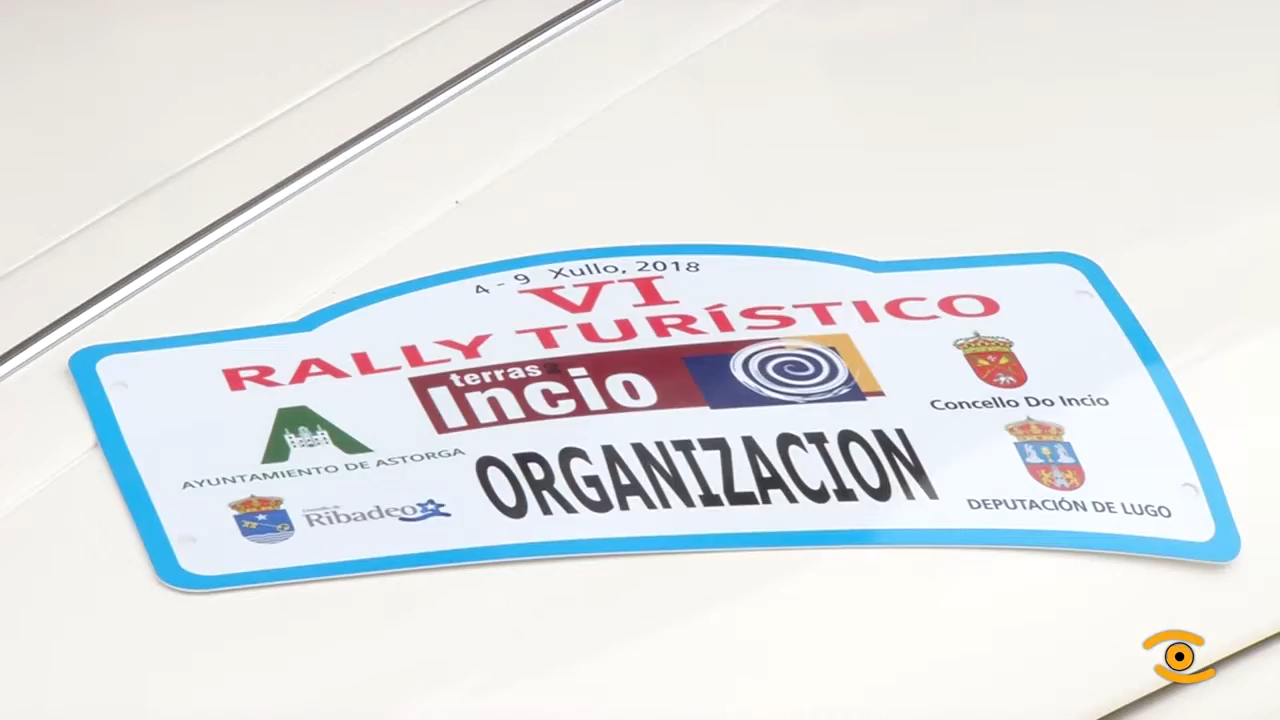 4 - 9 Xullo, 2018
VI
RALLY TURÍSTICO
terras
Incio
Concello Do Incio
AYUNTAMIENTO DE ASTORGA
ORGANIZACION
Ribadeo
DEPUTACIÓN DE LUGO